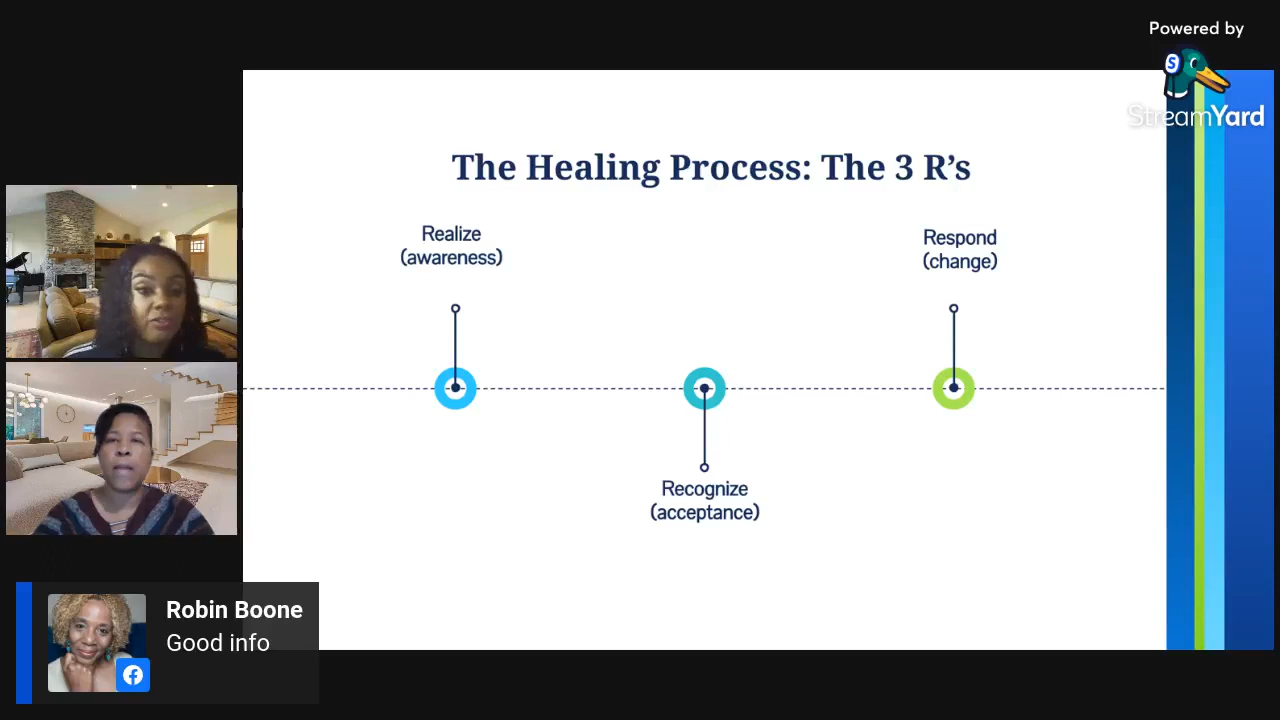 Powered by
StreamYard
S
The Healing Process: The 3 R’s
Realize
(awareness)
Respond
(change)
Recognize
(acceptance)
Robin Boone
Good info